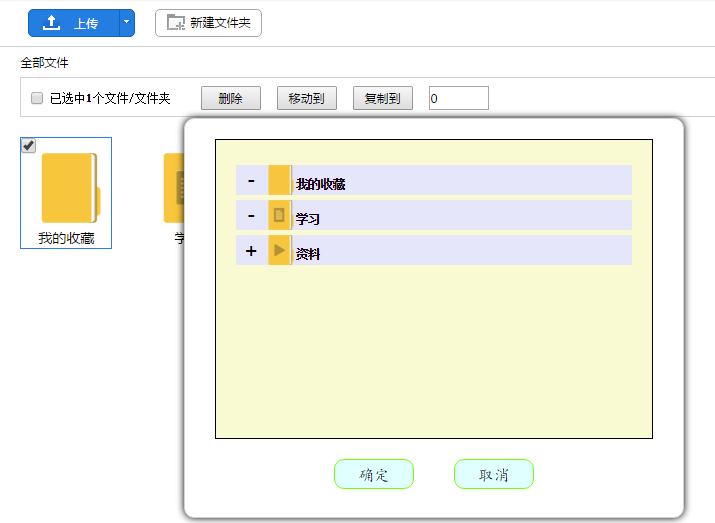 上传 新建文件夹
全部文件
已选中1个文件/文件夹 删除 移动到 复制到 0
- 我的收藏
- 学习
+ 资料
我的收藏 学
确定 取消